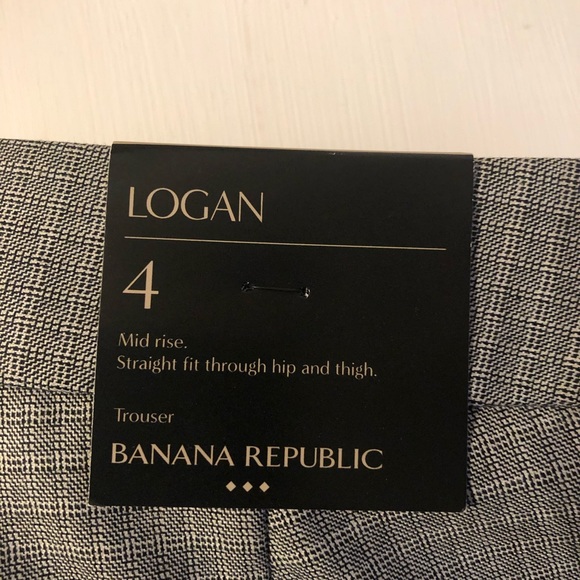 LOGAN
4
Mid rise.
Straight fit through hip and thigh.
Trouser
BANANA REPUBLIC